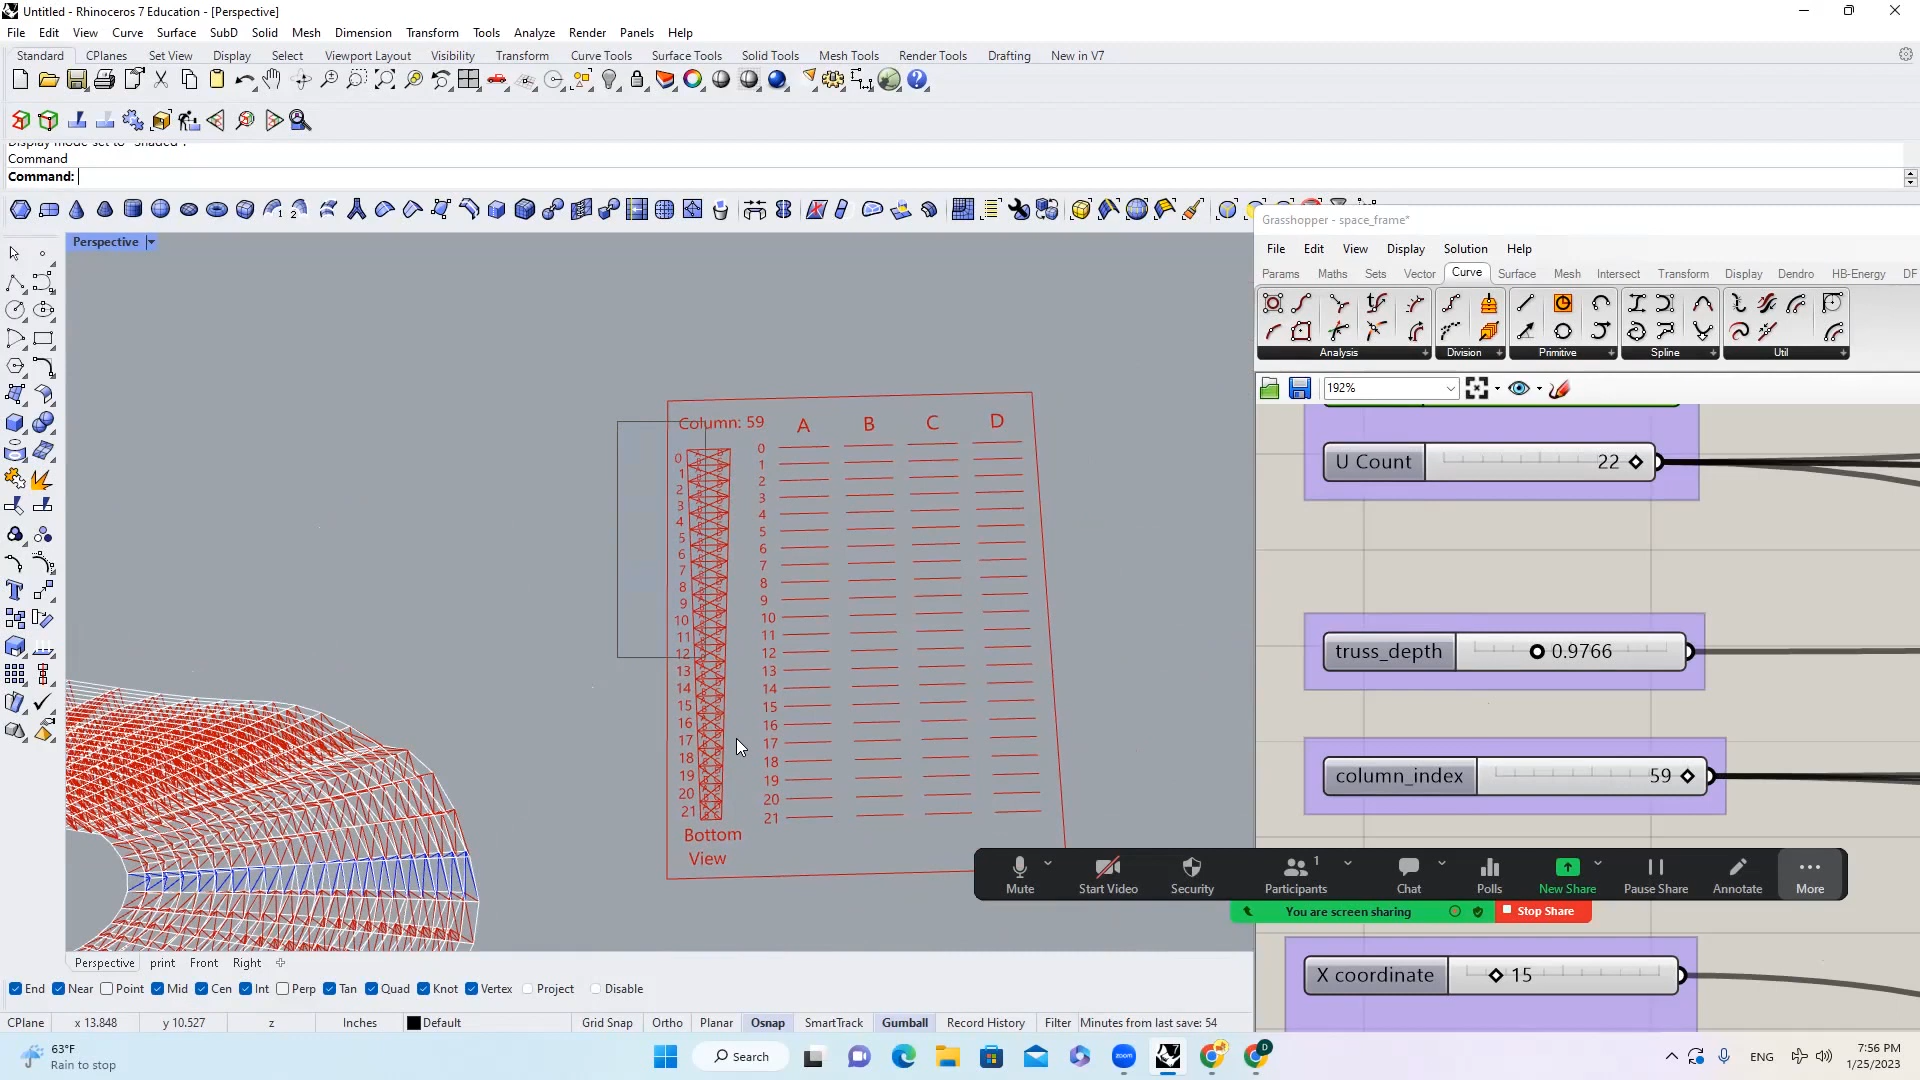 Untitled - Rhinoceros 7 Education - [Perspective]
File Edit View Curve Surface SubD Solid Mesh Dimension Transform Tools Analyze Render Panels Help
Standard CPlanes Set View Display Select Viewport Layout Visibility Transform Curve Tools Surface Tools Solid Tools Mesh Tools Render Tools Drafting New in V7
Display mode set to "Shaded".
Command
Command:
Perspective
Grasshopper - space_frame*
File Edit View Display Solution Help
Params Maths Sets Vector Curve Surface Mesh Intersect Transform Display Dendro HB-Energy DF
Analysis Division Primitive Spline Util
192%
Column: 59 A B C D
0 0
1 1
2 2
3 3
4 4
5 5
6 6
7 7
8 8
9 9
10 10
11 11
12 12
13 13
14 14
15 15
16 16
17 17
18 18
19 19
20 20
21 21
Bottom
View
U Count 22
truss_depth 0.9766
column_index 59
X coordinate 15
Mute Start Video Security Participants 1 Chat Polls New Share Pause Share Annotate More
You are screen sharing Stop Share
Perspective print Front Right
End Near Point Mid Cen Int Perp Tan Quad Knot Vertex Project Disable
CPlane x 13.848 y 10.527 z Inches Default Grid Snap Ortho Planar Osnap SmartTrack Gumball Record History Filter Minutes from last save: 54
63°F
Rain to stop
Search
zoom
D
ENG
7:56 PM
1/25/2023